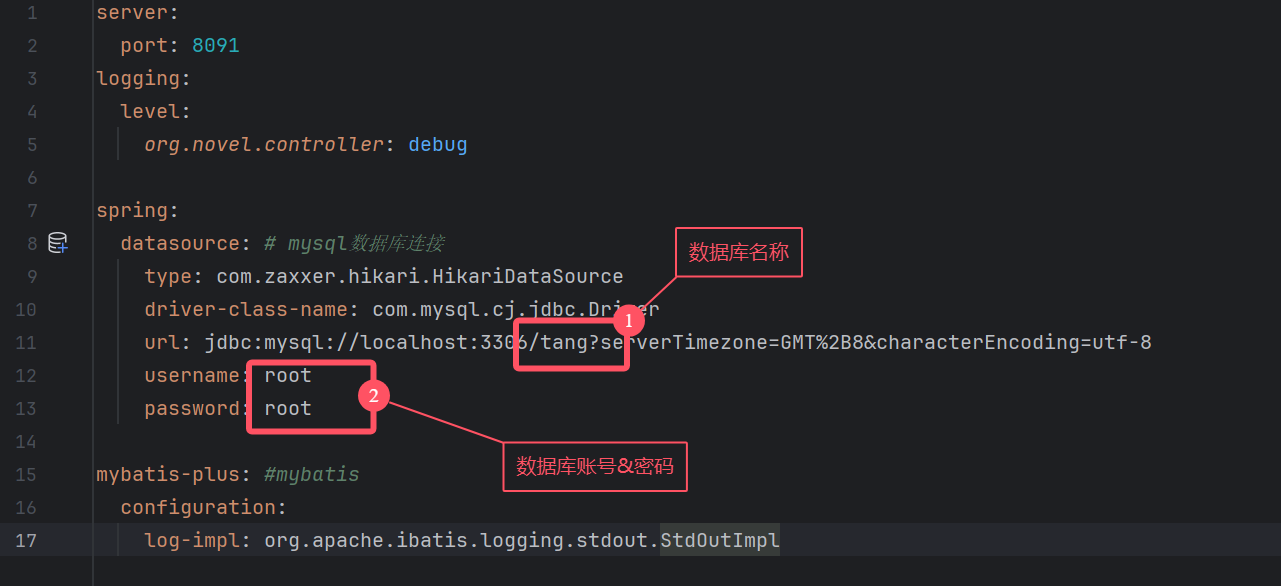 1 server:
2 port: 8091
3 logging:
4 level:
5 org.novel.controller: debug
6
7 spring:
8 datasource: # mysql数据库连接
数据库名称
9 type: com.zaxxer.hikari.HikariDataSource
10 driver-class-name: com.mysql.cj.jdbc.Driver
1
11 url: jdbc:mysql://localhost:3306/tang?serverTimezone=GMT%2B8&characterEncoding=utf-8
12 username: root
2
13 password: root
14
数据库账号&密码
15 mybatis-plus: #mybatis
16 configuration:
17 log-impl: org.apache.ibatis.logging.stdout.StdOutImpl